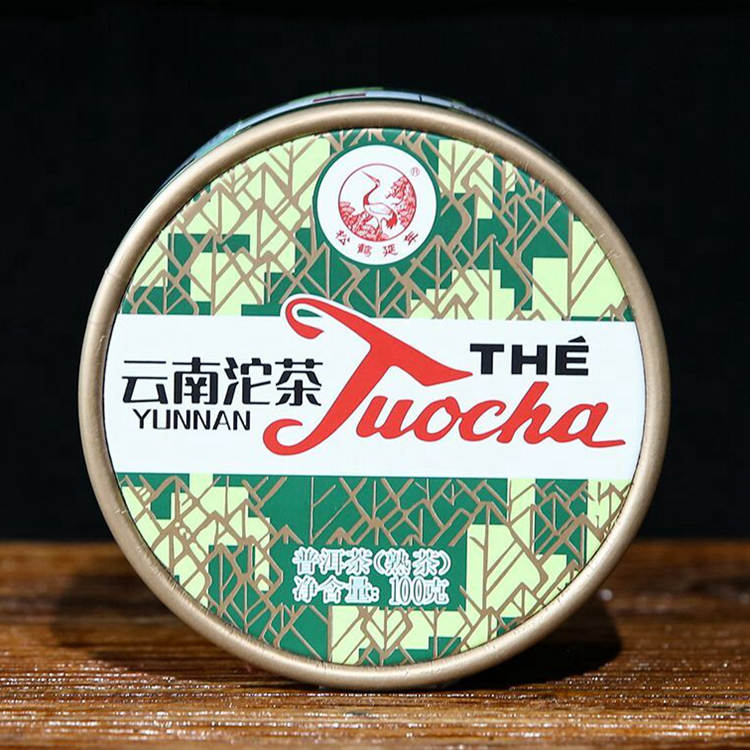 ®
松鹤延年
THÉ
云南沱茶
Tuocha
YUNNAN
普洱茶(熟茶)
净含量:100克